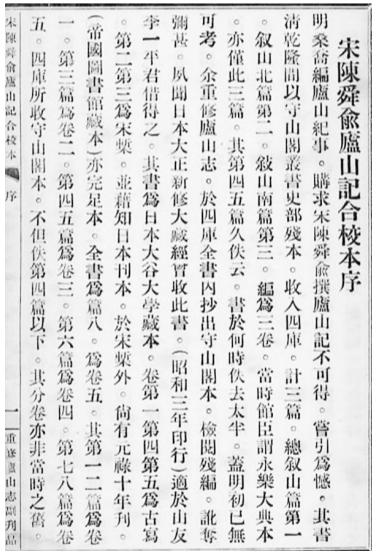 宋陳舜俞廬山記合校本序
明桑喬編廬山紀事。購求宋陳舜俞撰廬山記不可得。嘗引爲憾。其書
清乾隆間以守山閣叢書史部殘本。收入四庫。計三篇。總叙山篇第一
。叙山北篇第二。敍山南篇第三。編爲三卷。當時館臣謂永樂大典本
。亦僅此三篇。其第四五篇久佚云。書於何時佚去太半。蓋明初已無
可考。余重修廬山志。於四庫全書內抄出守山閣本。檢閱殘編。訛奪
彌甚。夙聞日本大正新修大藏經曾收此書。(昭和三年印行)適於山友
李一平君借得之。其書爲日本大谷大學藏本。卷第一第四第五爲古寫
。第二第三爲宋槧。並藉知日本刊本。於宋槧外。尙有元祿十年刋。
(帝國圖書館藏本)亦完足本。全書爲篇八。爲卷五。其第一二篇爲卷
一。第三篇爲卷二。第四五篇爲卷三。第六篇爲卷四。第七八篇爲卷
五。四庫所收守山閣本。不但佚第四篇以下。其分卷亦非當時之舊。
宋陳舜俞廬山記合校本 序 一 重修廬山志副刋品